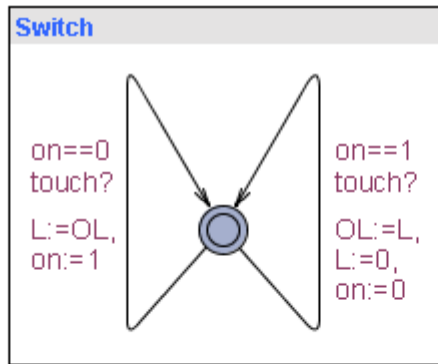 Switch
on==0
touch?
L:=OL,
on:=1
on==1
touch?
OL:=L,
L:=0,
on:=0